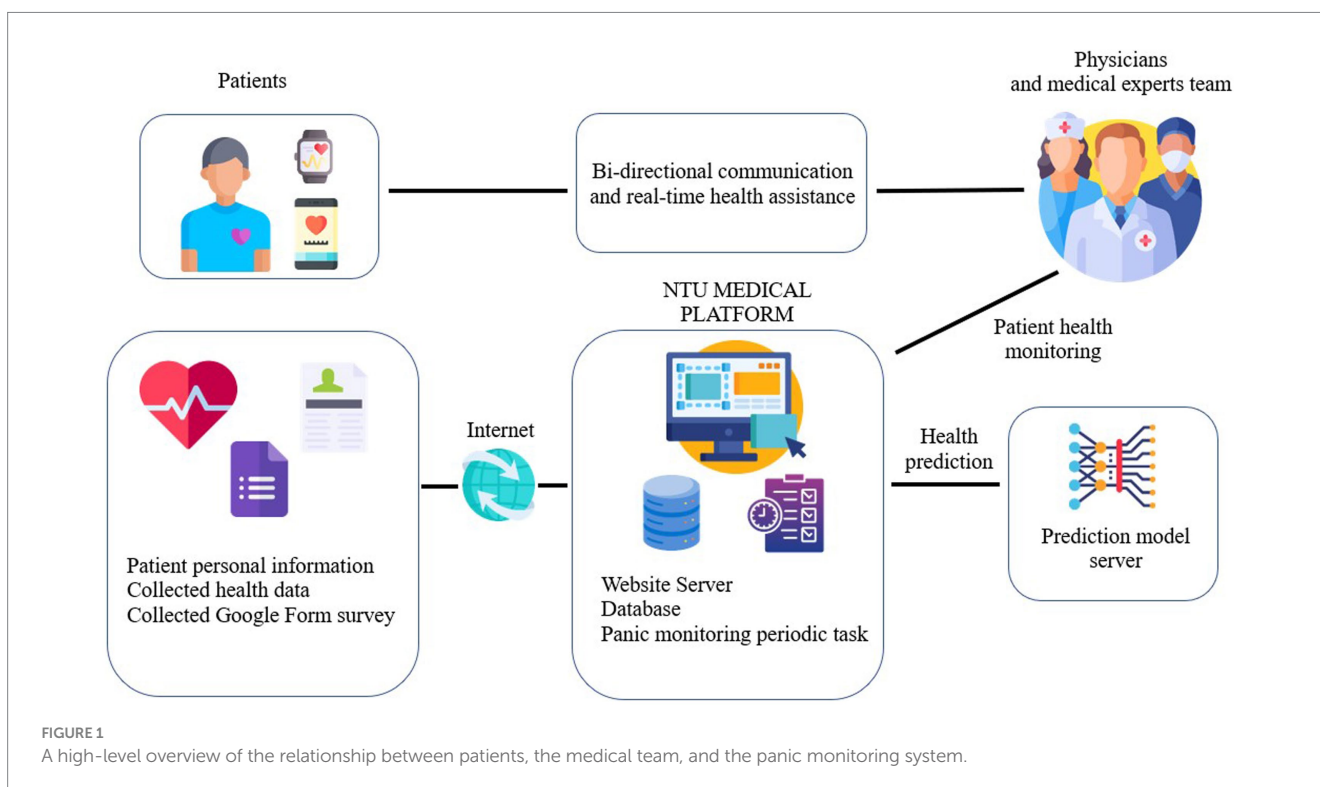 Patients
Physicians
and medical experts team
Bi-directional communication
and real-time health assistance
NTU MEDICAL
PLATFORM
Patient health
monitoring
Internet
Health
prediction
Patient personal information
Collected health data
Collected Google Form survey
Website Server
Database
Panic monitoring periodic task
Prediction model
server
FIGURE 1
A high-level overview of the relationship between patients, the medical team, and the panic monitoring system.